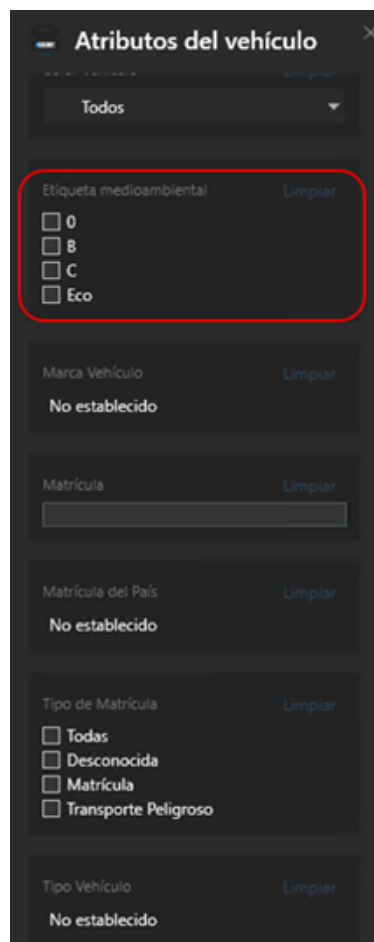 Atributos del vehículo
Limpiar
Todos
Etiqueta medioambiental Limpiar
0
B
C
Eco
Marca Vehículo Limpiar
No establecido
Matrícula Limpiar
Matrícula del País Limpiar
No establecido
Tipo de Matrícula Limpiar
Todas
Desconocida
Matrícula
Transporte Peligroso
Tipo Vehículo Limpiar
No establecido